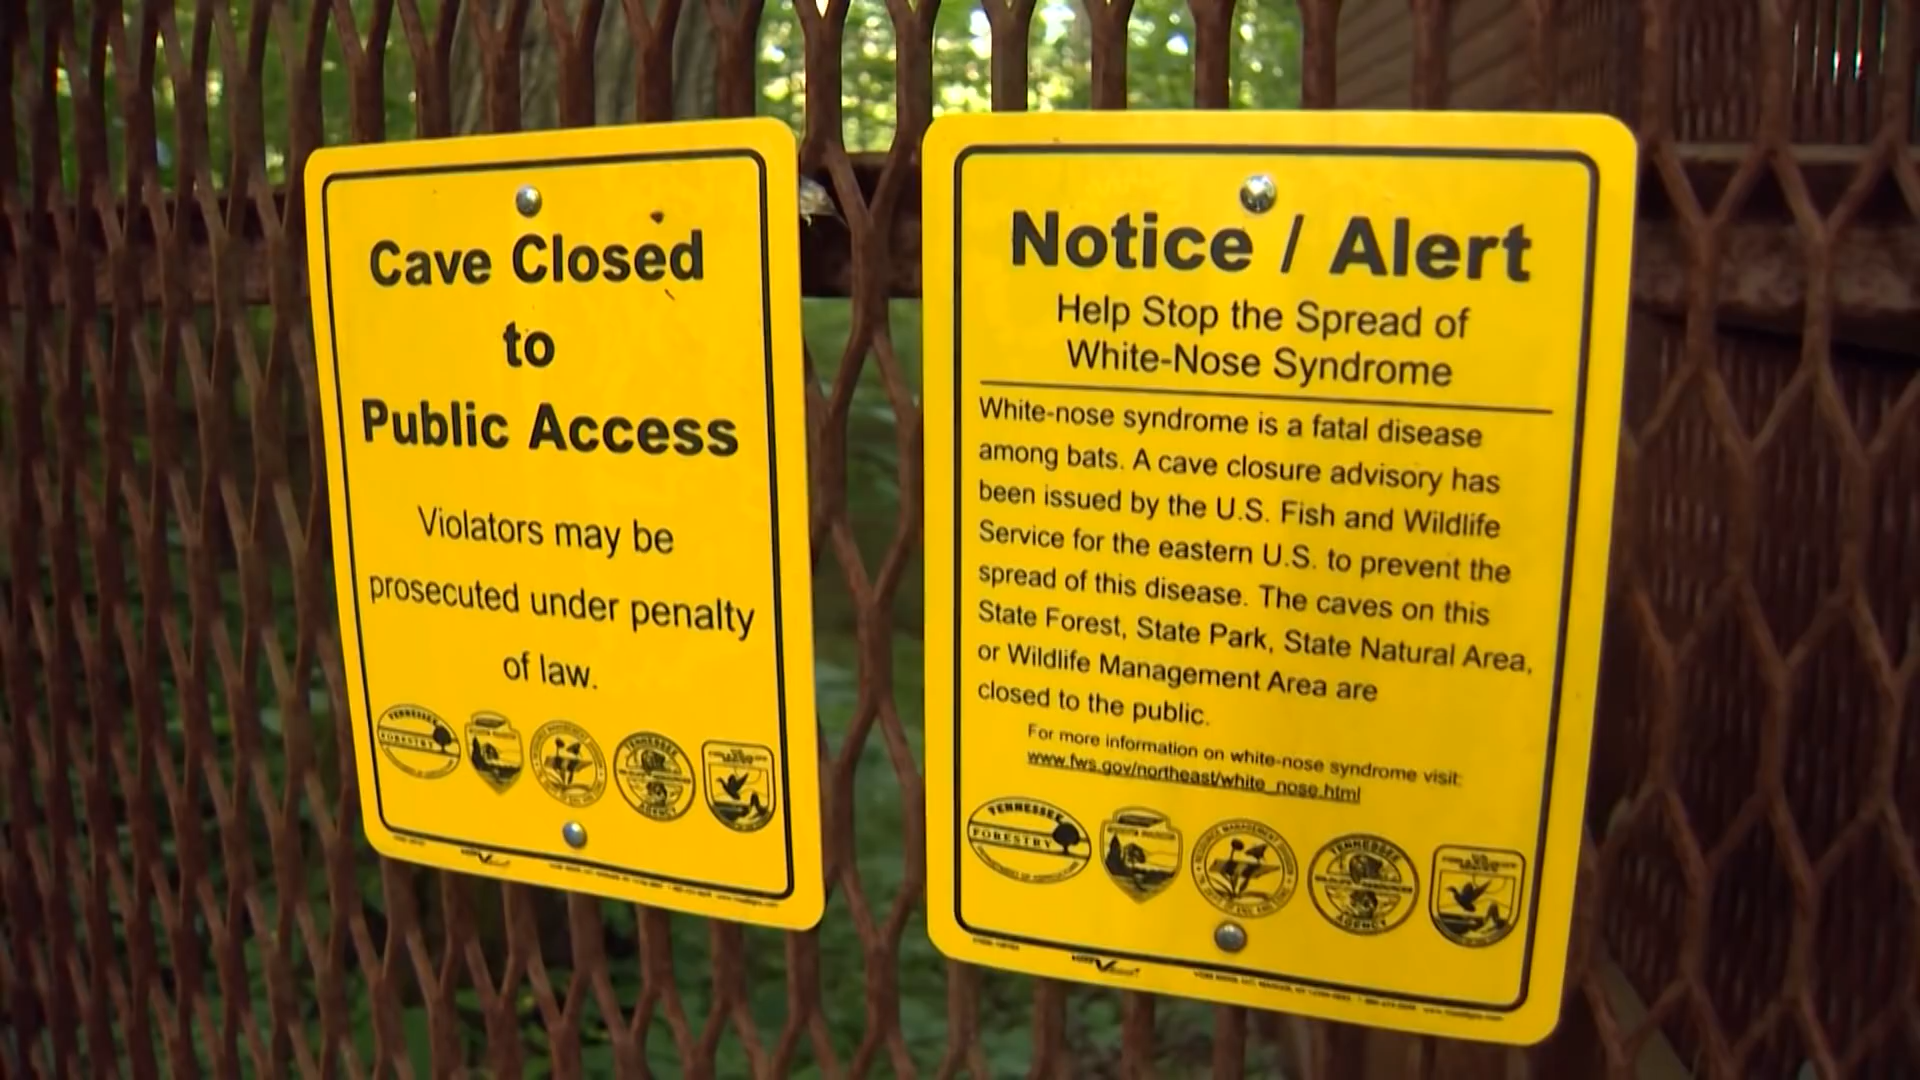 Cave Closed
to
Public Access
Violators may be
prosecuted under penalty
of law.
TENNESSEE
FORESTRY
TENNESSEE
AGENCY
Notice / Alert
Help Stop the Spread of
White-Nose Syndrome
White-nose syndrome is a fatal disease
among bats. A cave closure advisory has
been issued by the U.S. Fish and Wildlife
Service for the eastern U.S. to prevent the
spread of this disease. The caves on this
State Forest, State Park, State Natural Area,
or Wildlife Management Area are
closed to the public.
For more information on white-nose syndrome visit:
www.fws.gov/northeast/white_nose.html
TENNESSEE
FORESTRY
TENNESSEE
AGENCY